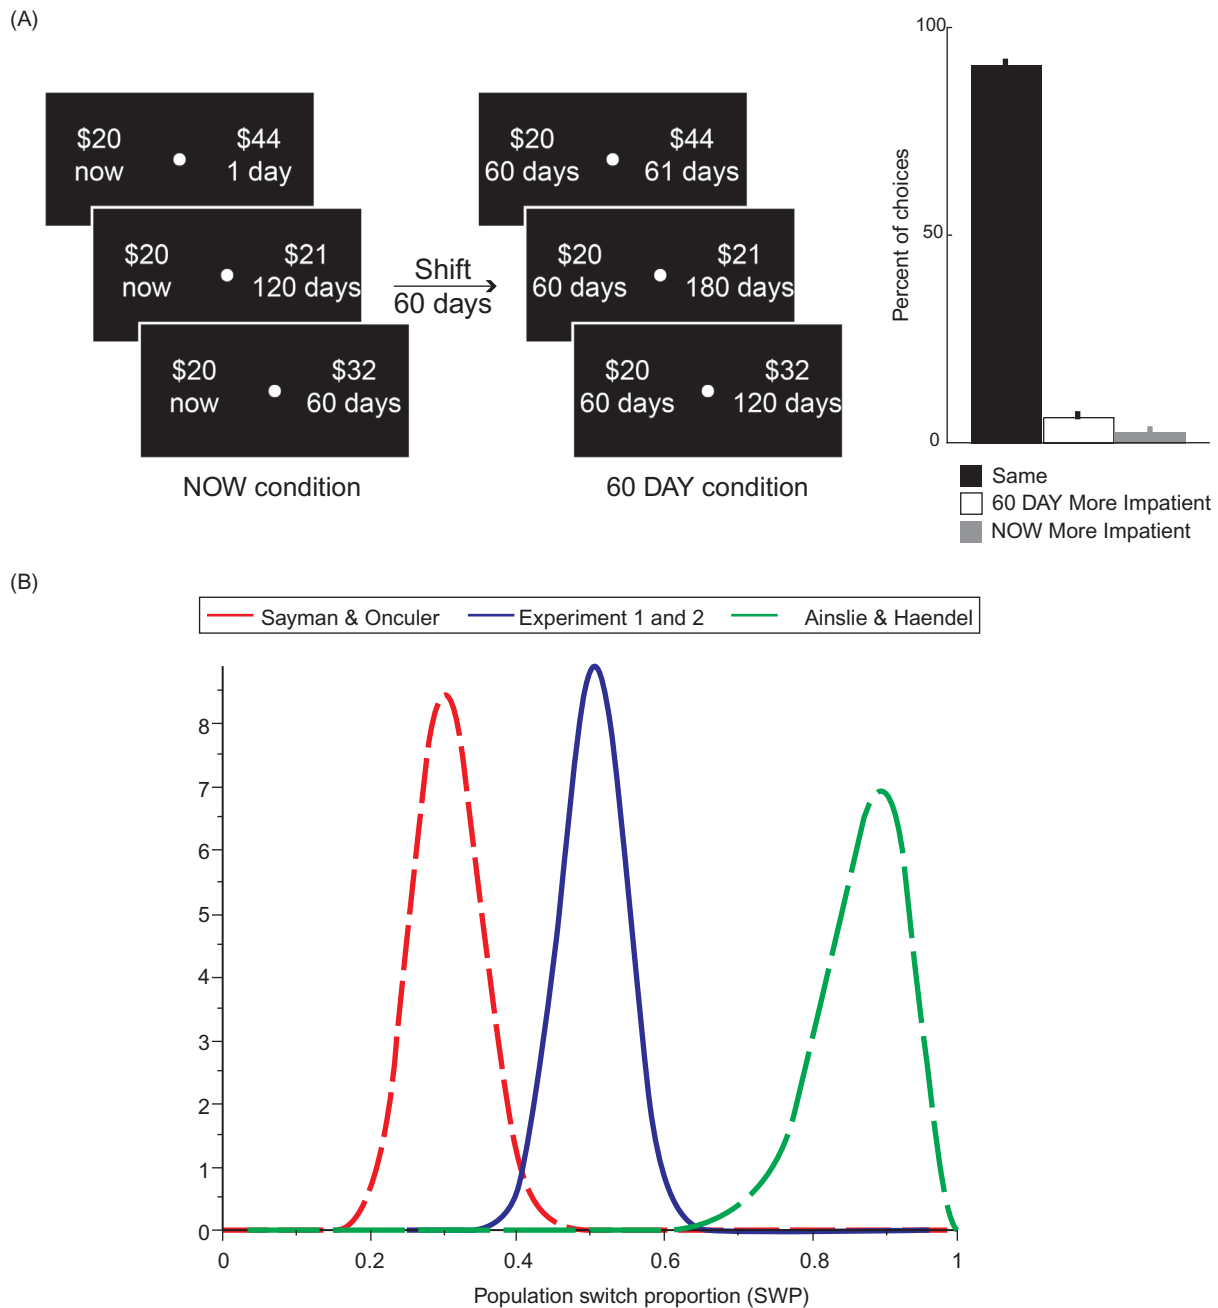 (A)
$20
now
$44
1 day
$20
now
$21
120 days
$20
now
$32
60 days
NOW condition
Shift
60 days
$20
60 days
$44
61 days
$20
60 days
$21
180 days
$20
60 days
$32
120 days
60 DAY condition
Percent of choices
100
50
0
Same
60 DAY More Impatient
NOW More Impatient
(B)
Sayman & Onculer
Experiment 1 and 2
Ainslie & Haendel
8
7
6
5
4
3
2
1
0
0 0.2 0.4 0.6 0.8 1
Population switch proportion (SWP)